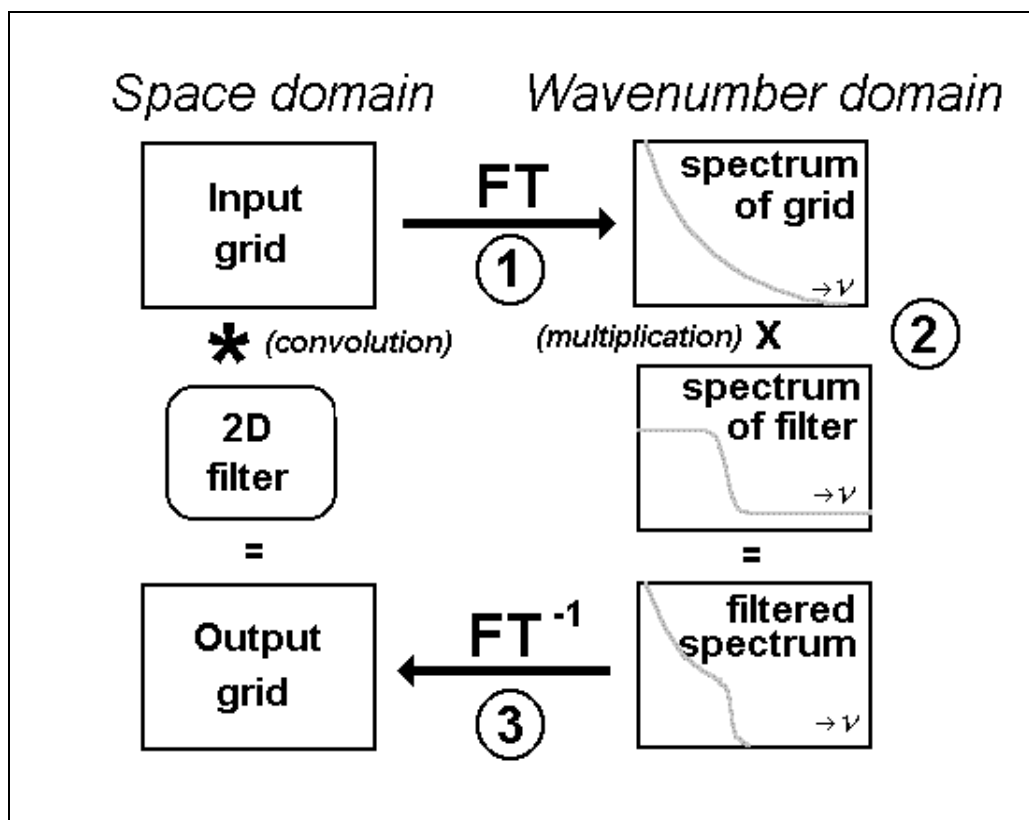 Space domain
Wavenumber domain
Input
grid
FT
1
spectrum
of grid
→ν
* (convolution)
(multiplication) X
2
2D
filter
spectrum
of filter
→ν
=
=
Output
grid
FT -1
3
filtered
spectrum
→ν